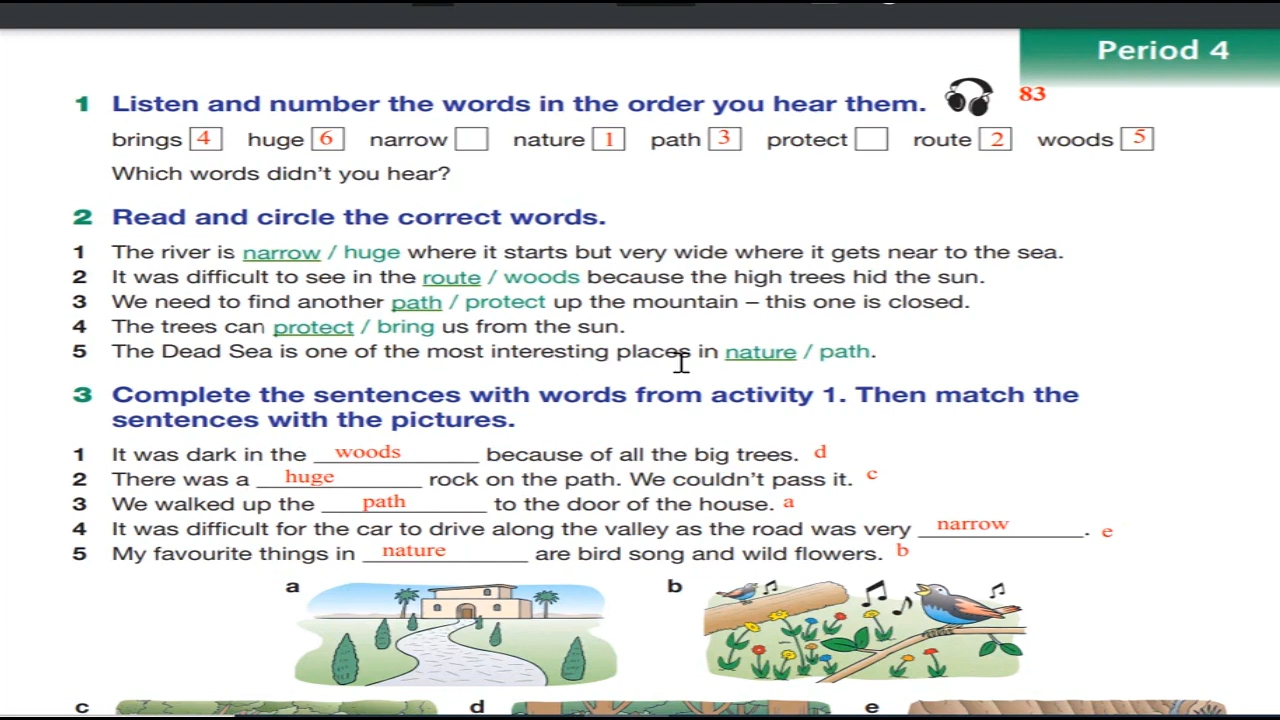 Period 4
1 Listen and number the words in the order you hear them. 83
brings 4 huge 6 narrow nature 1 path 3 protect route 2 woods 5
Which words didn't you hear?
2 Read and circle the correct words.
1 The river is narrow / huge where it starts but very wide where it gets near to the sea.
2 It was difficult to see in the route / woods because the high trees hid the sun.
3 We need to find another path / protect up the mountain – this one is closed.
4 The trees can protect / bring us from the sun.
5 The Dead Sea is one of the most interesting places in nature / path.
3 Complete the sentences with words from activity 1. Then match the
sentences with the pictures.
1 It was dark in the woods because of all the big trees. d
2 There was a huge rock on the path. We couldn't pass it. c
3 We walked up the path to the door of the house. a
4 It was difficult for the car to drive along the valley as the road was very narrow. e
5 My favourite things in nature are bird song and wild flowers. b
a b
c d e